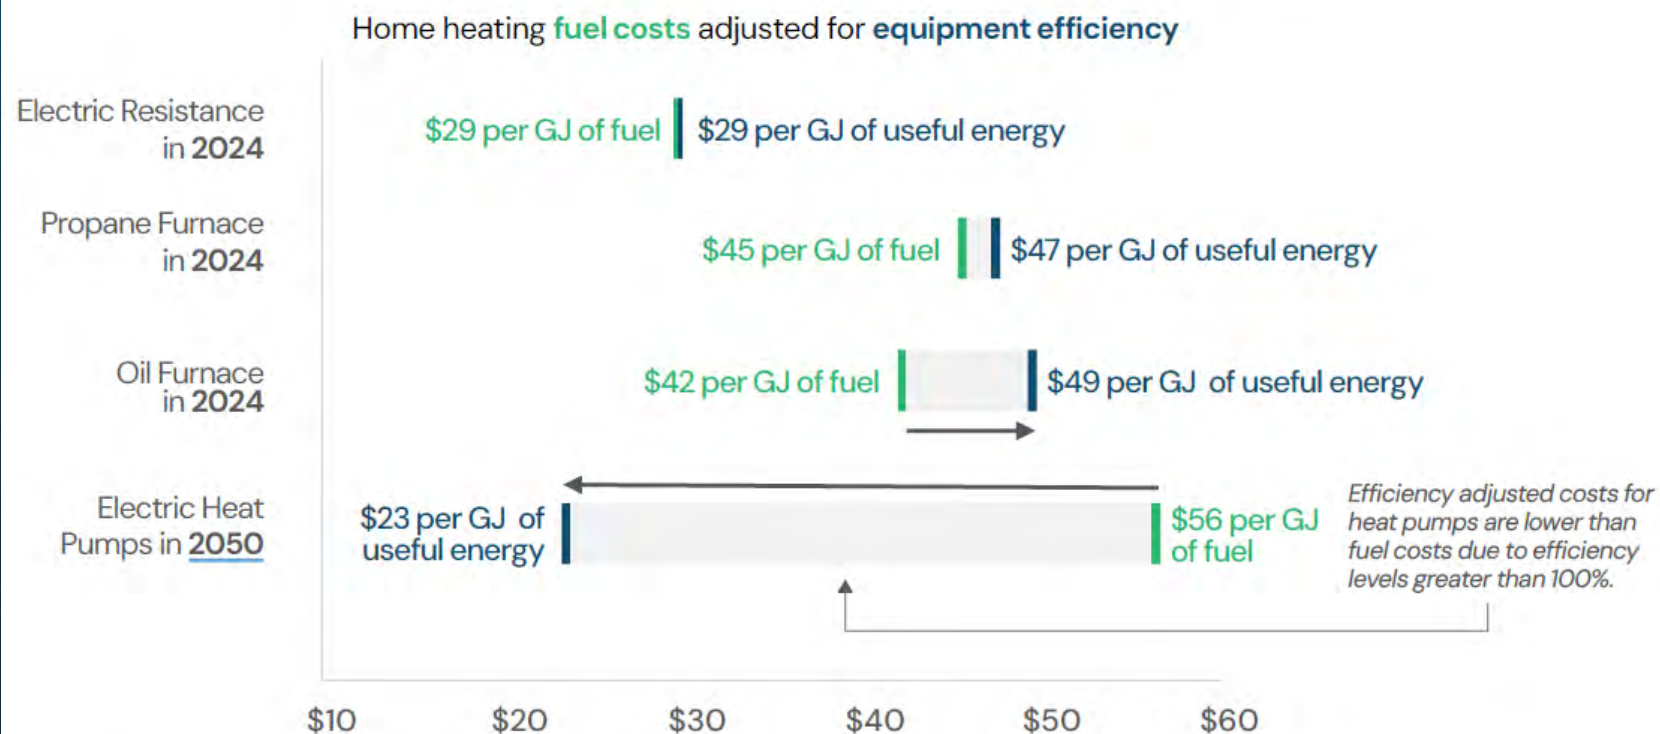 Home heating fuel costs adjusted for equipment efficiency
Electric Resistance
in 2024
$29 per GJ of fuel
$29 per GJ of useful energy
Propane Furnace
in 2024
$45 per GJ of fuel
$47 per GJ of useful energy
Oil Furnace
in 2024
$42 per GJ of fuel
$49 per GJ of useful energy
Electric Heat
Pumps in 2050
$23 per GJ of
useful energy
$56 per GJ
of fuel
Efficiency adjusted costs for
heat pumps are lower than
fuel costs due to efficiency
levels greater than 100%.
$10 $20 $30 $40 $50 $60